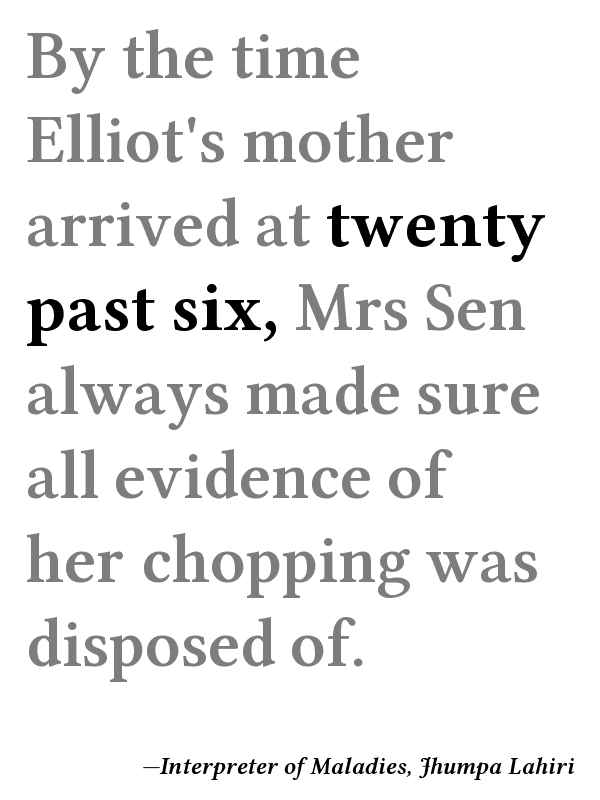 By the time
Elliot's mother
arrived at twenty
past six, Mrs Sen
always made sure
all evidence of
her chopping was
disposed of.
—Interpreter of Maladies, Jhumpa Lahiri